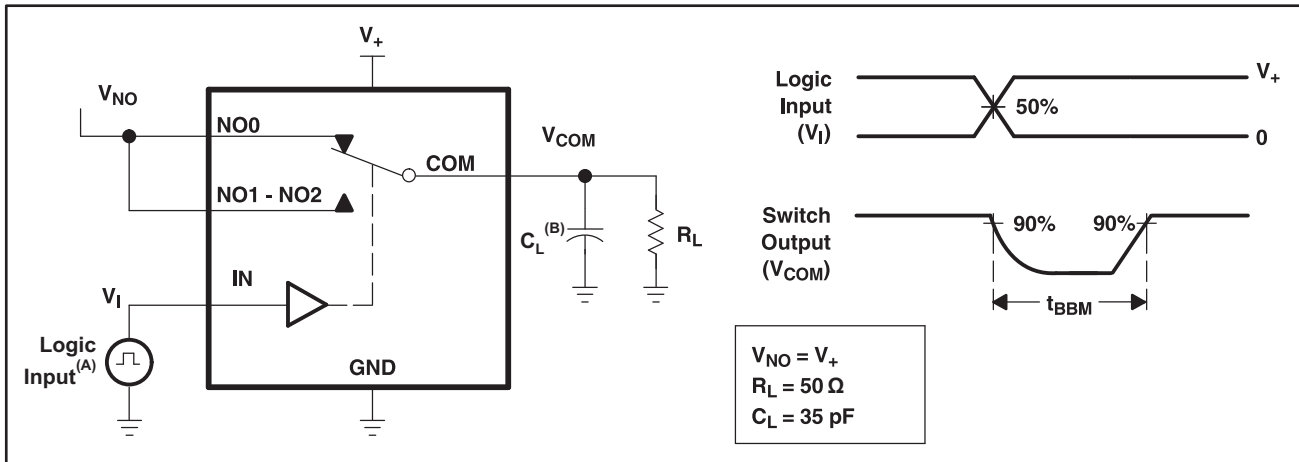 V+
VNO
NO0
COM
VCOM
NO1 - NO2
CL(B)
RL
IN
VI
Logic
Input(A)
GND
Logic
Input
(VI)
50%
V+
0
Switch
Output
(VCOM)
90%
90%
tBBM
VNO = V+
RL = 50 Ω
CL = 35 pF